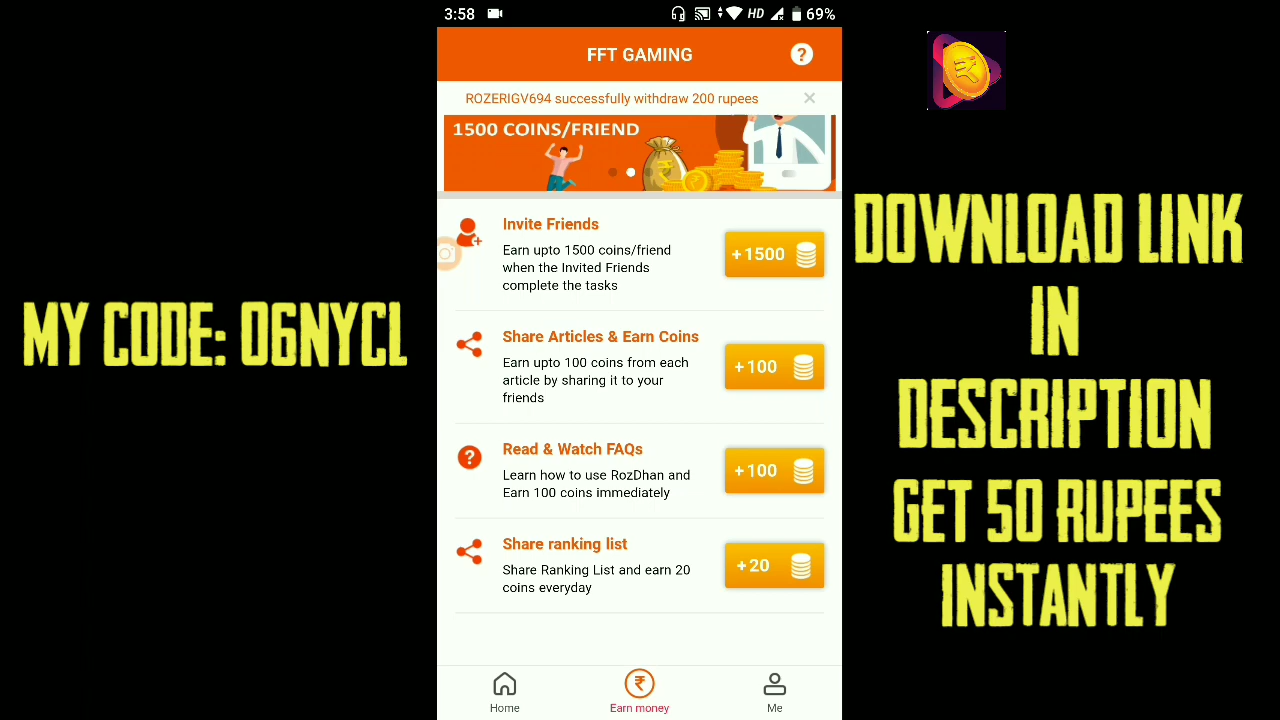 3:58
HD
69%
FFT GAMING
?
ROZERIGV694 successfully withdraw 200 rupees
1500 COINS/FRIEND
Invite Friends
Earn upto 1500 coins/friend
when the Invited Friends
complete the tasks
+1500
Share Articles & Earn Coins
Earn upto 100 coins from each
article by sharing it to your
friends
+100
?
Read & Watch FAQs
Learn how to use RozDhan and
Earn 100 coins immediately
+100
Share ranking list
Share Ranking List and earn 20
coins everyday
+20
Home
₹
Earn money
Me
MY CODE: 06NYCL
₹
DOWNLOAD LINK
IN
DESCRIPTION
GET 50 RUPEES
INSTANTLY